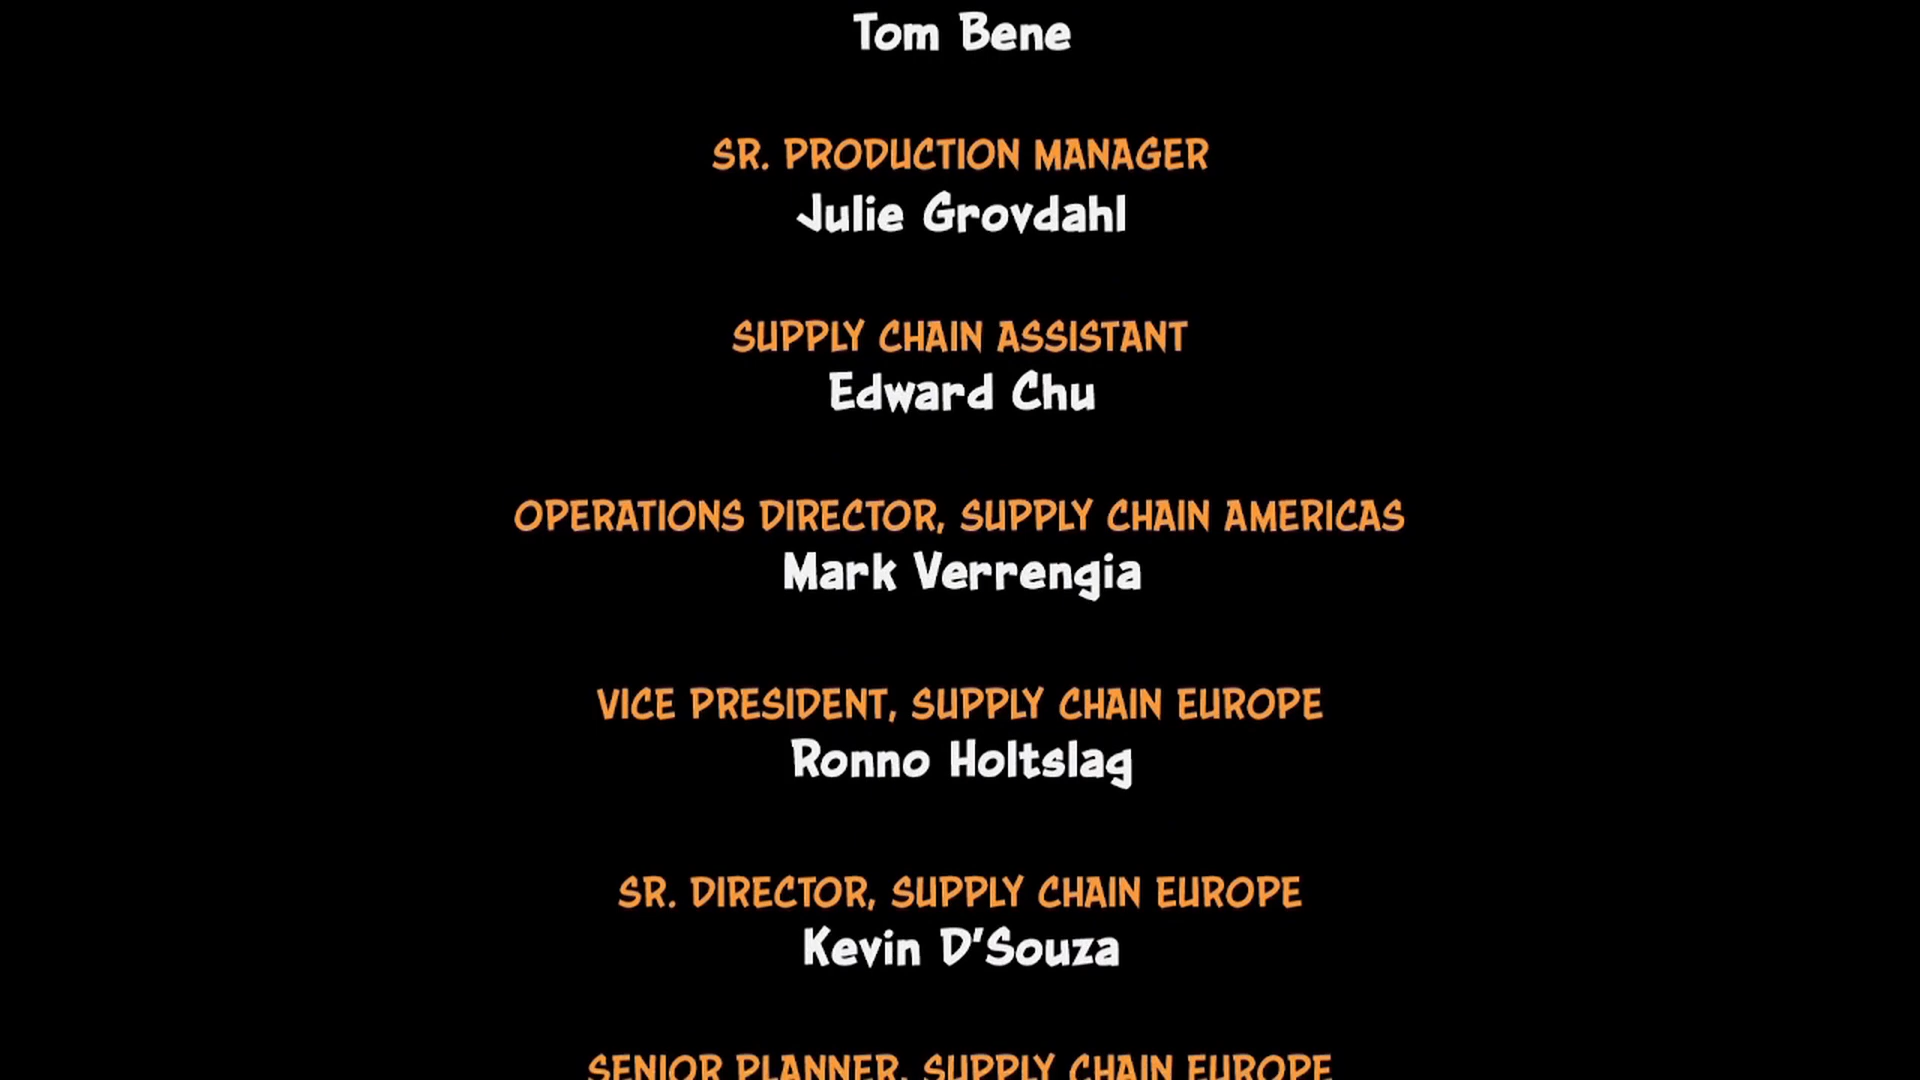 Tom Bene
SR. PRODUCTION MANAGER
Julie Grovdahl
SUPPLY CHAIN ASSISTANT
Edward Chu
OPERATIONS DIRECTOR, SUPPLY CHAIN AMERICAS
Mark Verrengia
VICE PRESIDENT, SUPPLY CHAIN EUROPE
Ronno Holtslag
SR. DIRECTOR, SUPPLY CHAIN EUROPE
Kevin D'Souza
SENIOR PLANNER, SUPPLY CHAIN EUROPE